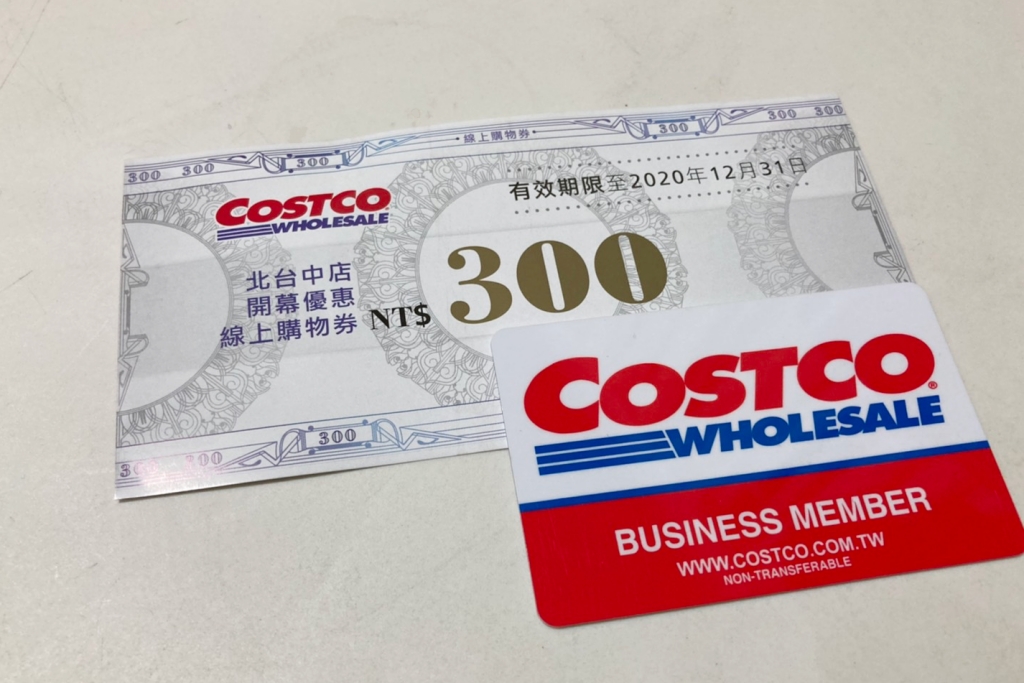 300 300 300
•線上購物券•
300 300 300
COSTCO
WHOLESALE
有效期限至2020年12月31日
北台中店
開幕優惠
線上購物券
NT$ 300
300 300 300
COSTCO®
WHOLESALE
BUSINESS MEMBER
WWW.COSTCO.COM.TW
NON-TRANSFERABLE